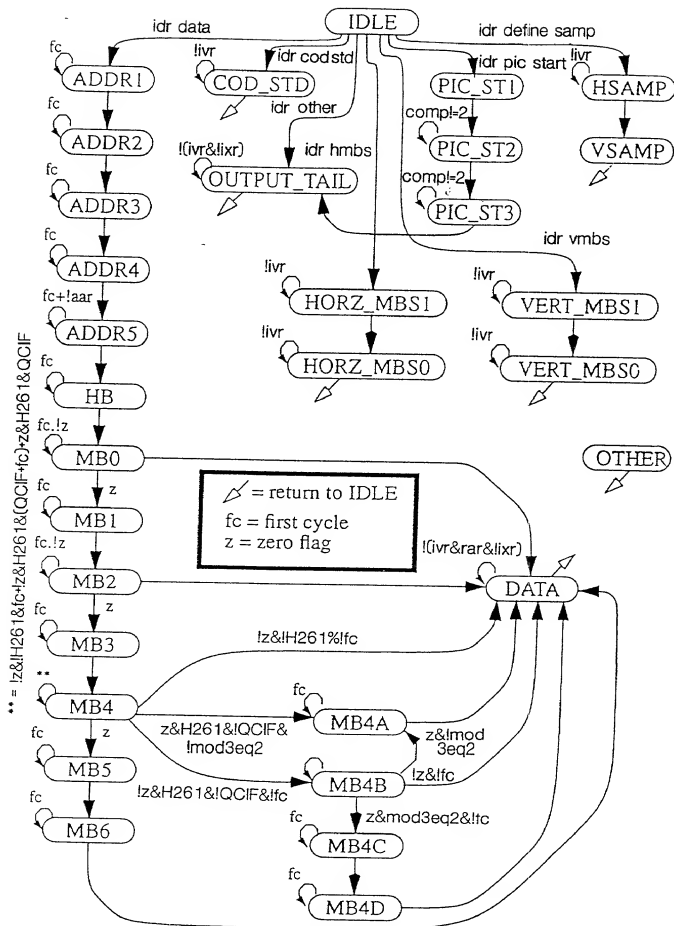 IDLE
idr data
idr define samp
fc
!ivr
idr codstd
idr pic start
!ivr
ADDR1
COD_STD
PIC_ST1
HSAMP
idr other
comp!=2
fc
ADDR2
PIC_ST2
VSAMP
!(ivr&!ixr)
idr hmbs
OUTPUT_TAIL
comp!=2
fc
ADDR3
PIC_ST3
fc
idr vmbs
ADDR4
!ivr
!ivr
fc+!aar
HORZ_MBS1
VERT_MBS1
ADDR5
!ivr
!ivr
HORZ_MBS0
VERT_MBS0
fc
HB
fc.!z
MB0
OTHER
= return to IDLE
fc = first cycle
z = zero flag
z
fc
MB1
!(ivr&rar&!ixr)
z
fc.!z
MB2
DATA
z
fc
MB3
!z&!H261%!fc
**
MB4
fc
MB4A
z&H261&!QCIF&
!mod3eq2
z
z&!mod
3eq2
fc
MB5
MB4B
!z&!fc
!z&H261&!QCIF&!fc
z&mod3eq2&!fc
fc
MB6
fc
MB4C
fc
MB4D
** = !z&!H261&fc+!z&H261&(QCIF+fc)+z&H261&QCIF